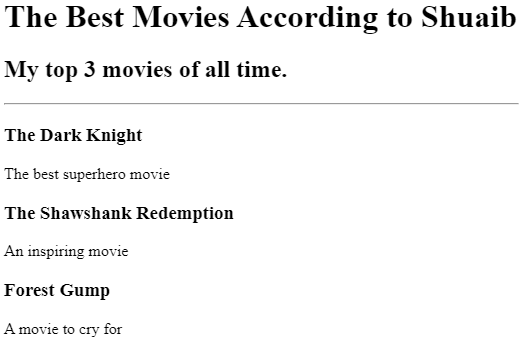 The Best Movies According to Shuaib
My top 3 movies of all time.
The Dark Knight
The best superhero movie
The Shawshank Redemption
An inspiring movie
Forest Gump
A movie to cry for